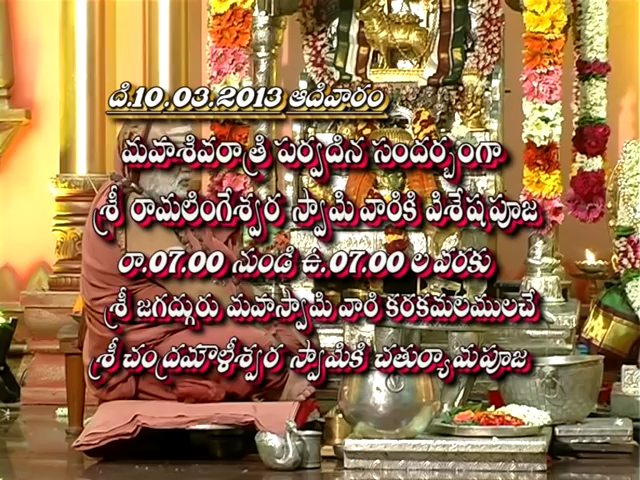 ది.10.03.2013 ఆదివారం
మహాశివరాత్రి పర్వదిన సందర్భంగా
శ్రీ రామలింగేశ్వర స్వామి వారికి విశేషపూజ
రా.07.00 నుండి ఉ.07.00 ల వరకు
శ్రీ జగద్గురు మహాస్వామి వారి కరకమలములచే
శ్రీ చంద్రమౌళీశ్వర స్వామికి చతుర్యామపూజ